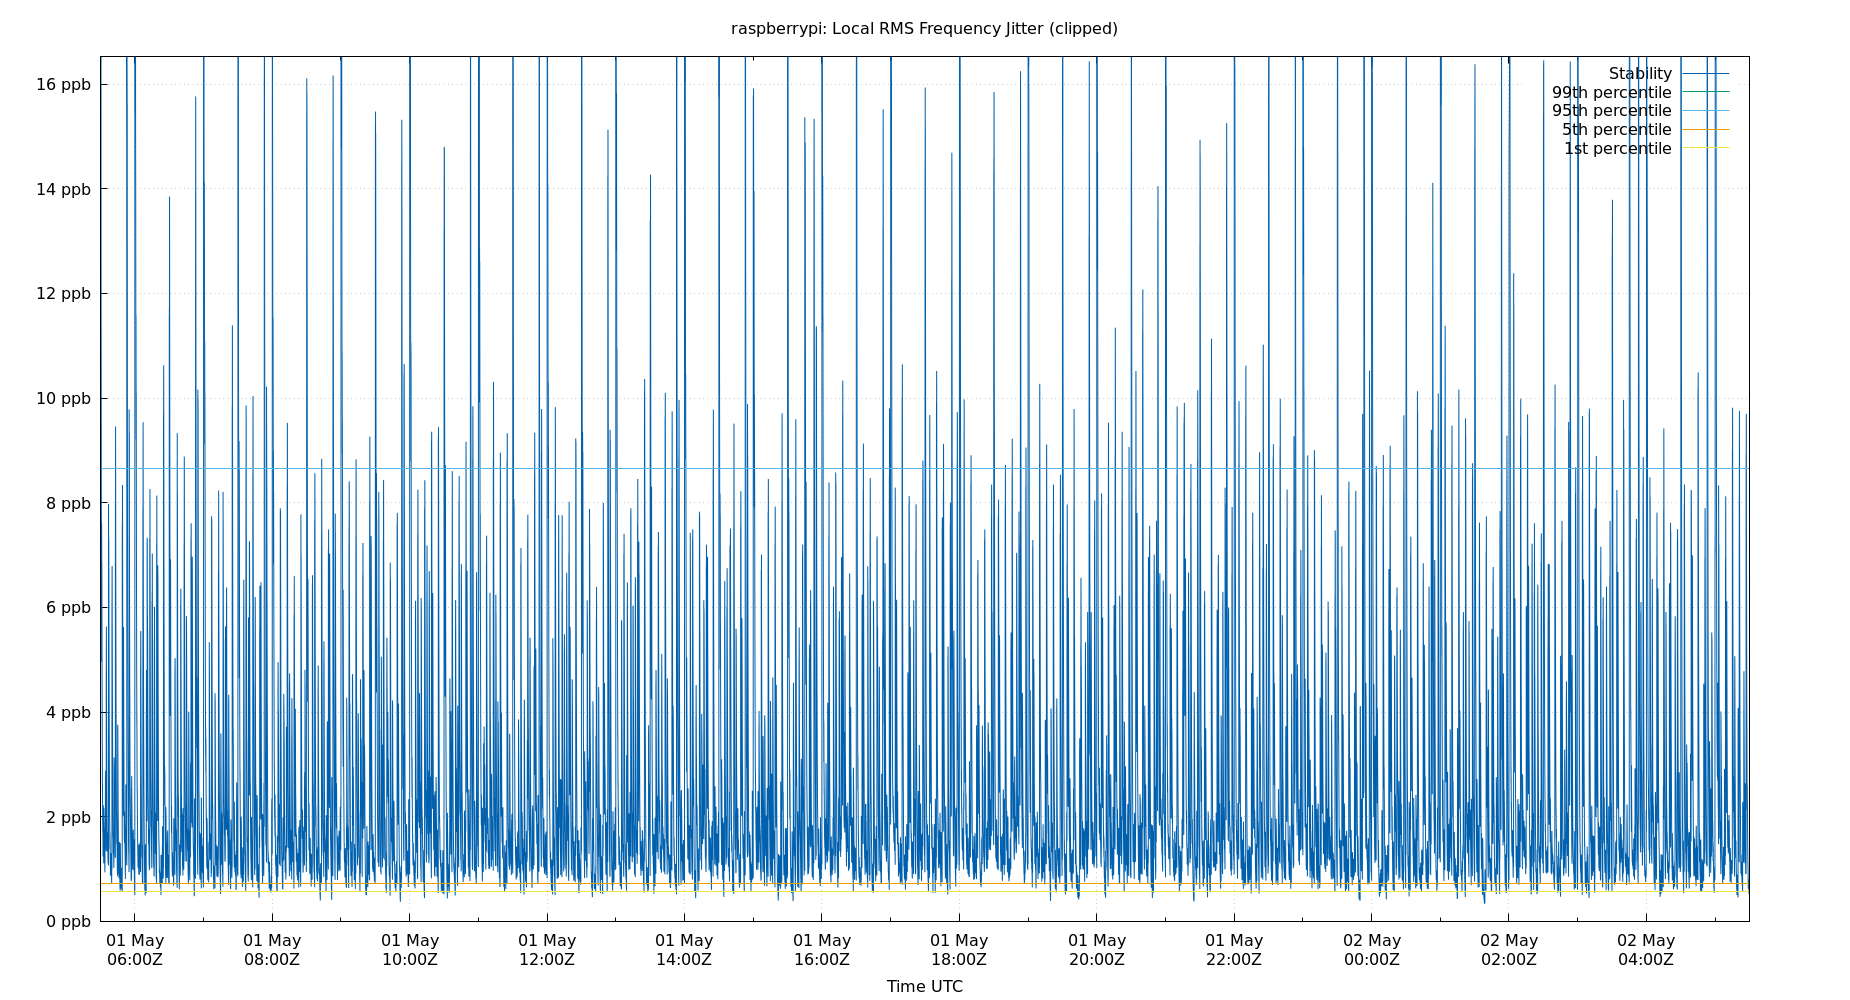 raspberrypi: Local RMS Frequency Jitter (clipped)
16 ppb
14 ppb
12 ppb
10 ppb
8 ppb
6 ppb
4 ppb
2 ppb
0 ppb
Stability
99th percentile
95th percentile
5th percentile
1st percentile
01 May 01 May 01 May 01 May 01 May 01 May 01 May 01 May 01 May 02 May 02 May 02 May
06:00Z 08:00Z 10:00Z 12:00Z 14:00Z 16:00Z 18:00Z 20:00Z 22:00Z 00:00Z 02:00Z 04:00Z
Time UTC